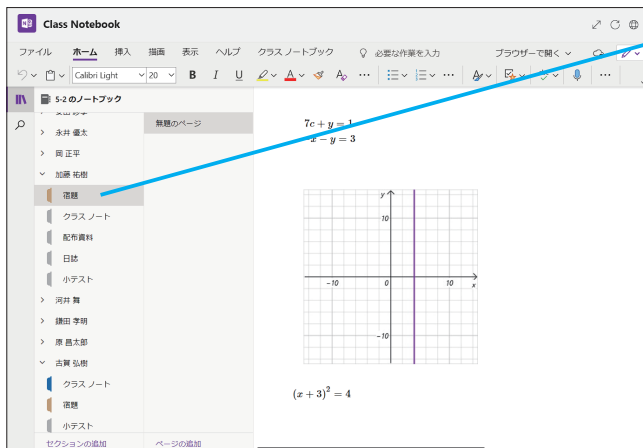 Class Notebook
ファイル ホーム 挿入 描画 表示 ヘルプ クラス ノートブック 必要な作業を入力 ブラウザーで開く
Calibri Light 20 B I U A A
5-2 のノートブック
無題のページ
永井 優太
岡 正平
加藤 祐樹
宿題
クラス ノート
配布資料
日誌
小テスト
河井 舞
鎌田 孝明
原 昌太郎
古賀 弘樹
クラス ノート
宿題
小テスト
セクションの追加 ページの追加
7c + y = 1
x − y = 3
y
10
−10 0 10 x
−10
(x + 3)² = 4